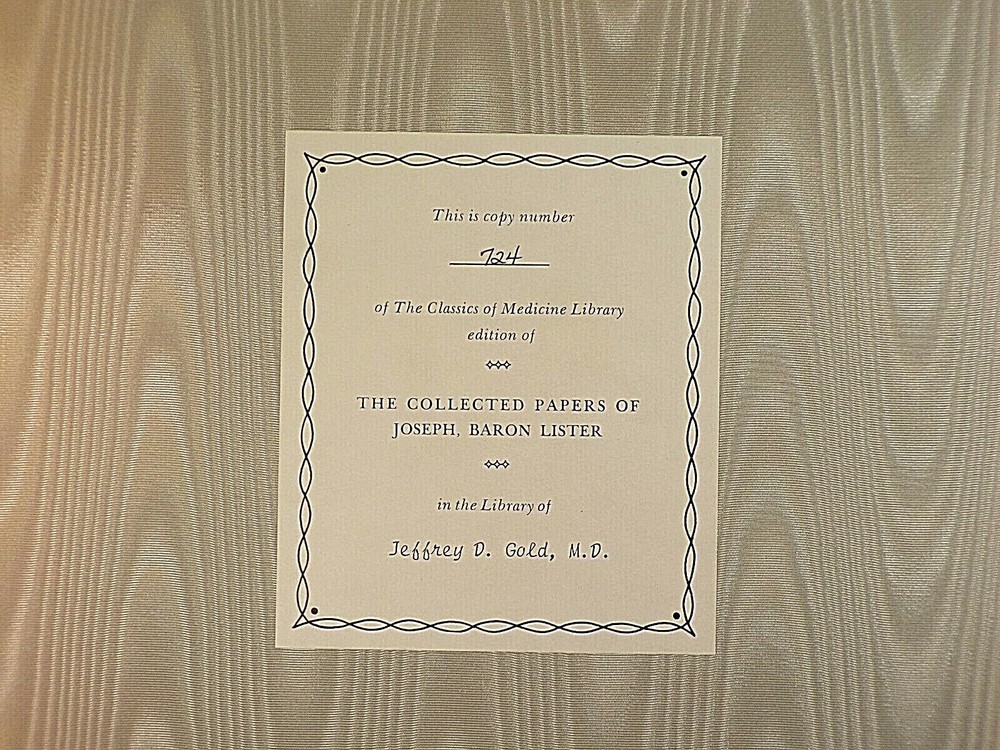 This is copy number
724
of The Classics of Medicine Library
edition of
THE COLLECTED PAPERS OF
JOSEPH, BARON LISTER
in the Library of
Jeffrey D. Gold, M.D.